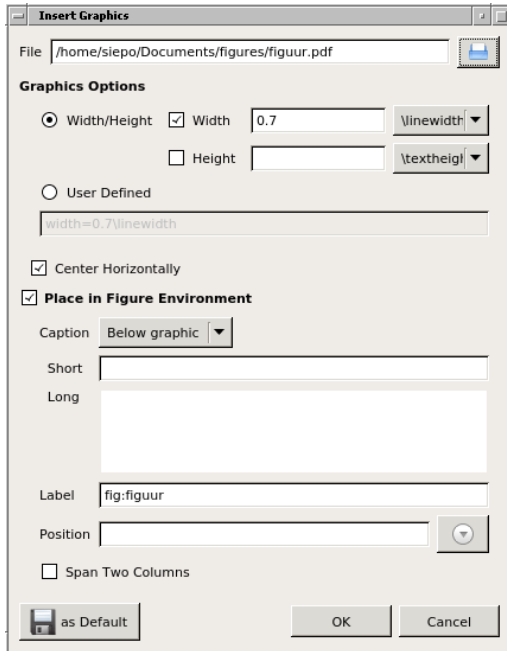 Insert Graphics
File /home/siepo/Documents/figures/figuur.pdf
Graphics Options
Width/Height Width 0.7 \linewidth
Height \textheigh
User Defined
width=0.7\linewidth
Center Horizontally
Place in Figure Environment
Caption Below graphic
Short
Long
Label fig:figuur
Position
Span Two Columns
as Default OK Cancel